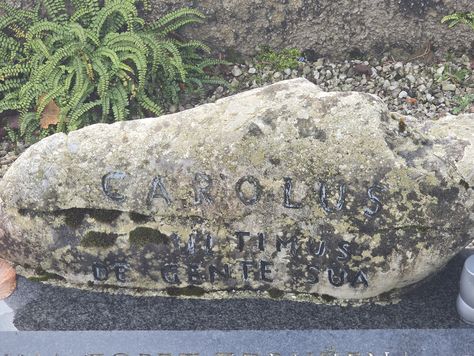 CAROLUS
ULTIMUS
DE GENTE SUA